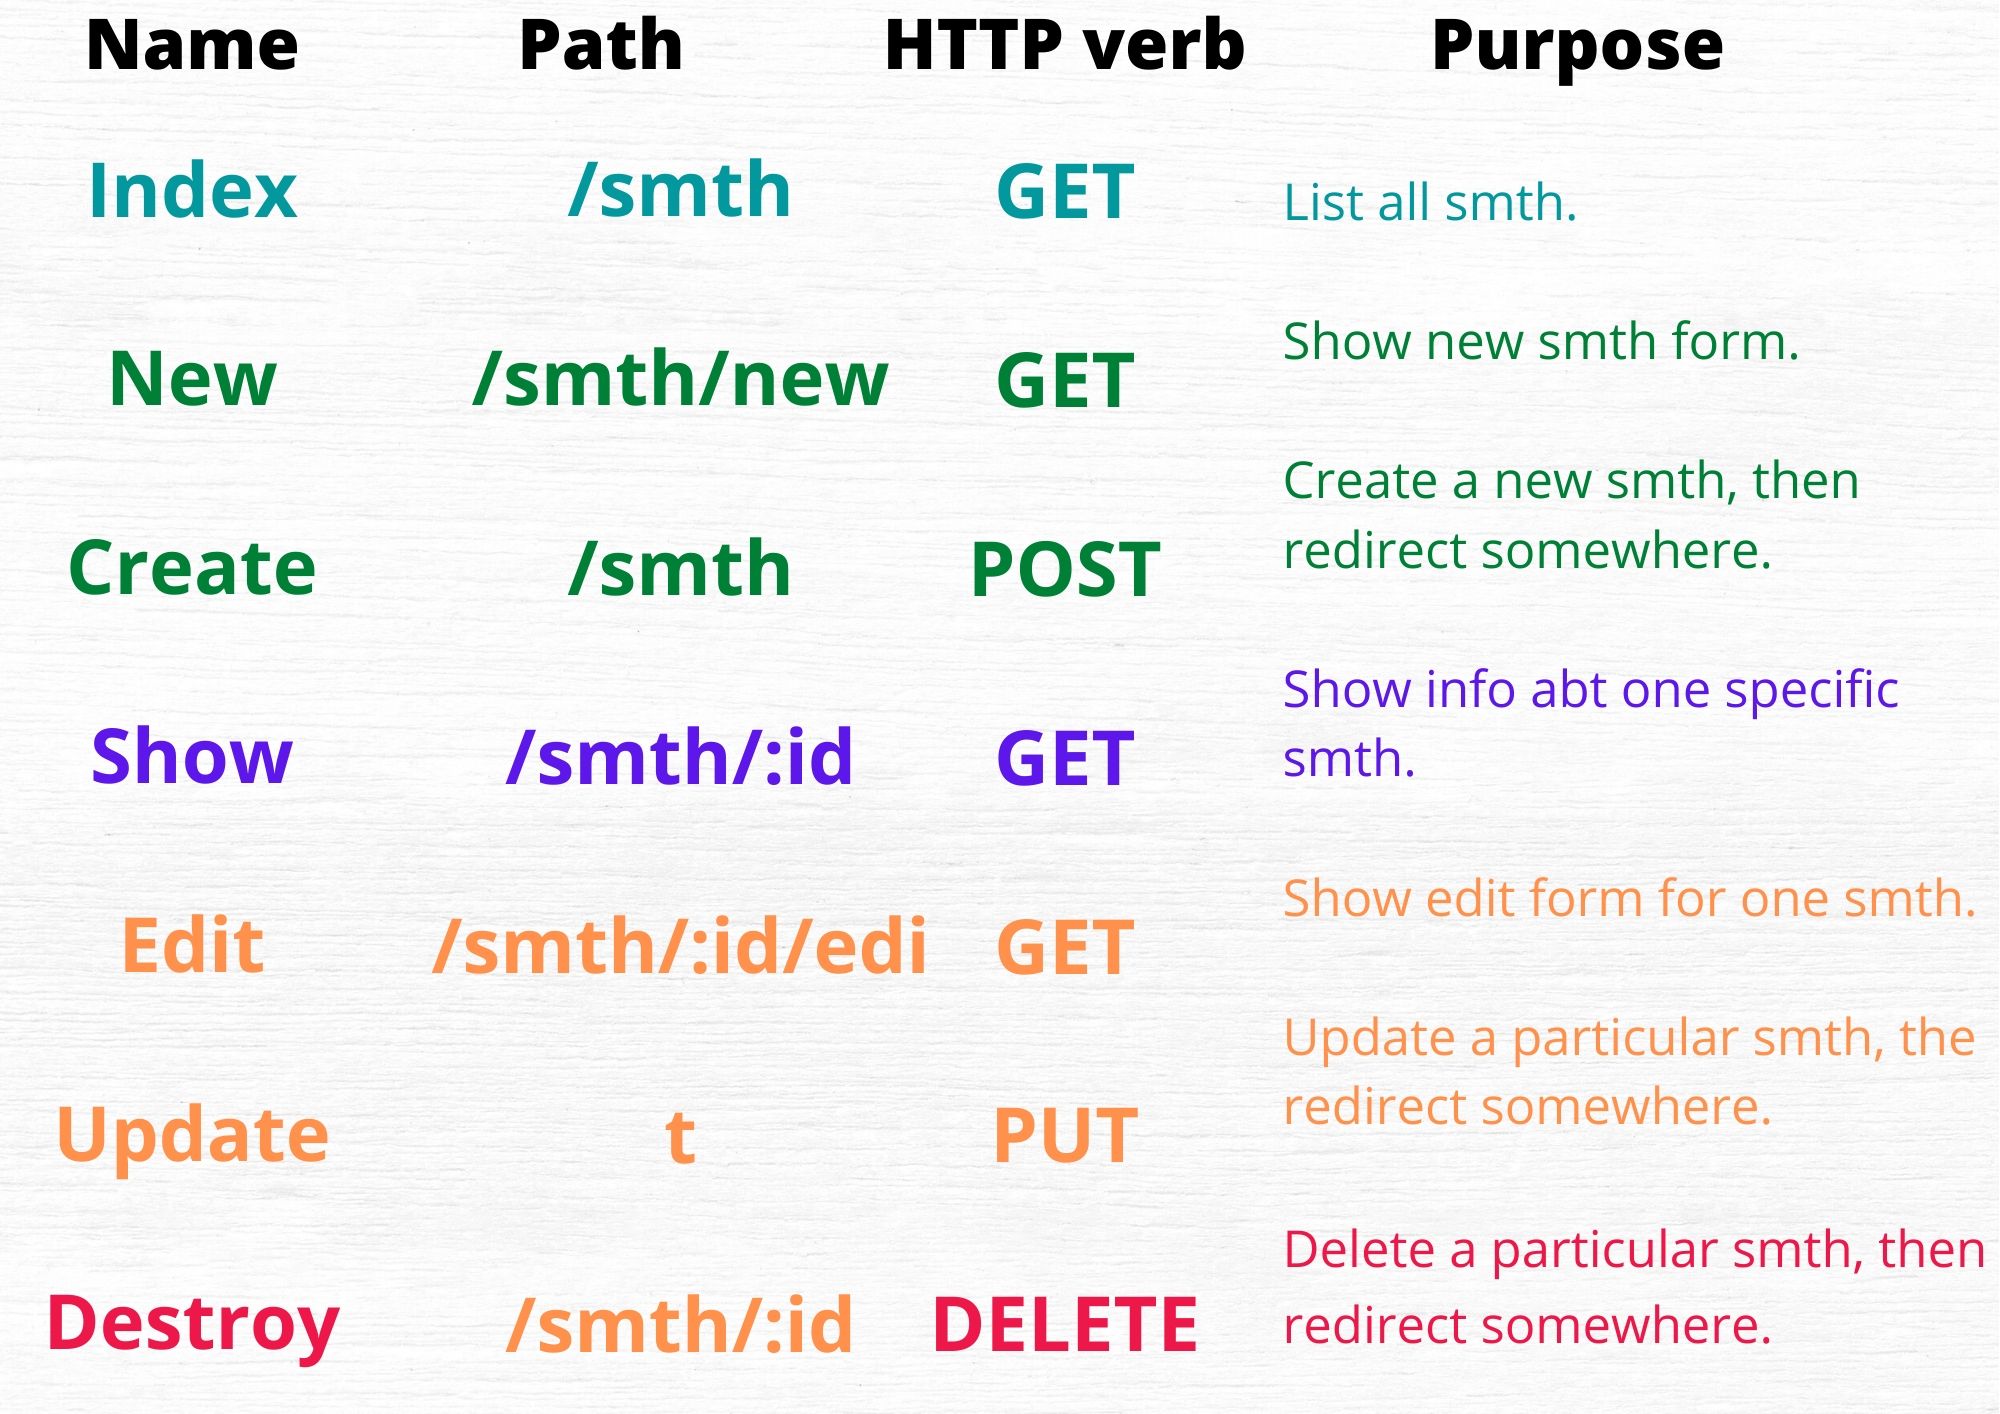 Name Path HTTP verb Purpose
Index /smth GET List all smth.
New /smth/new GET Show new smth form.
Create /smth POST Create a new smth, then
redirect somewhere.
Show /smth/:id GET Show info abt one specific
smth.
Edit /smth/:id/edi GET Show edit form for one smth.
Update t PUT Update a particular smth, the
redirect somewhere.
Destroy /smth/:id DELETE Delete a particular smth, then
redirect somewhere.